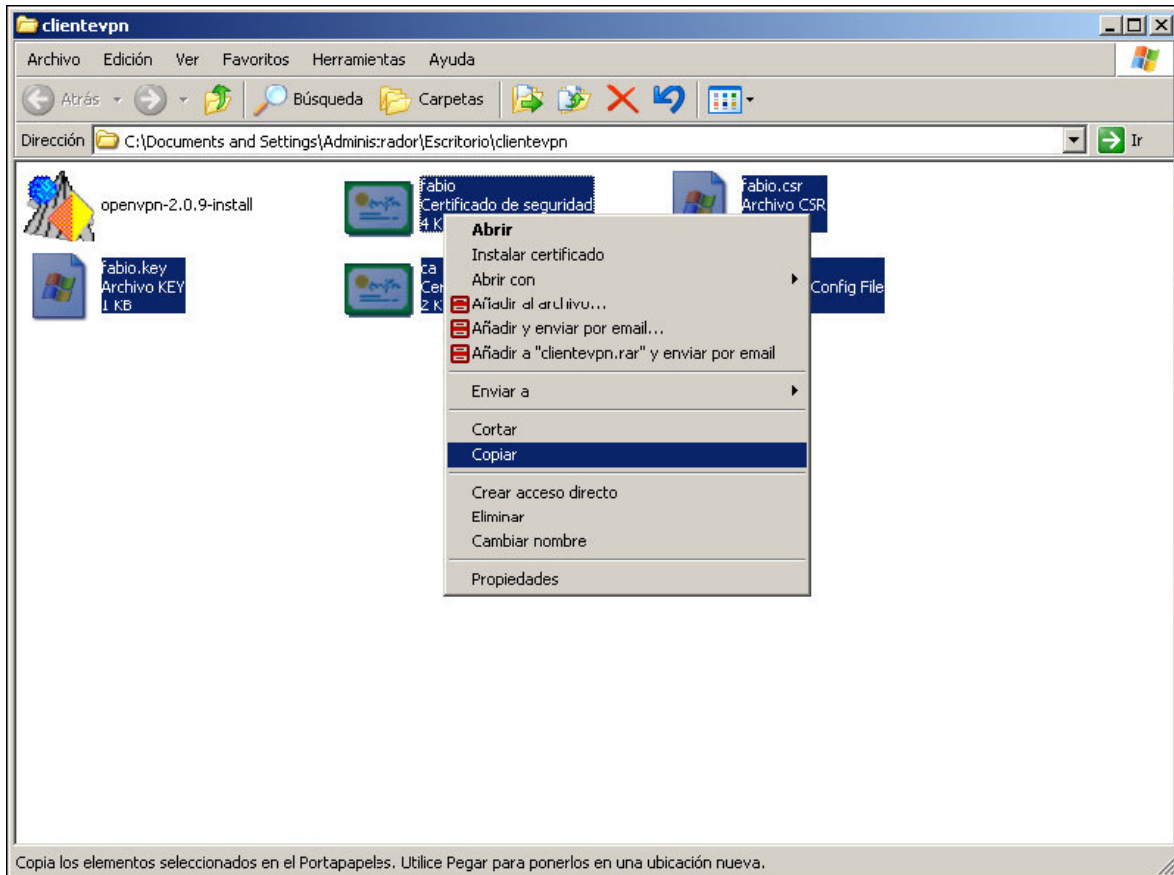 clientevpn
Archivo Edición Ver Favoritos Herramientas Ayuda
Atrás Búsqueda Carpetas
Dirección C:\Documents and Settings\Administrador\Escritorio\clientevpn Ir
openvpn-2.0.9-install
fabio
Certificado de seguridad
4 K
fabio.csr
Archivo CSR
fabio.key
Archivo KEY
1 KB
ca
Cer
2 K
Config File
Abrir
Instalar certificado
Abrir con
Añadir al archivo...
Añadir y enviar por email...
Añadir a "clientevpn.rar" y enviar por email
Enviar a
Cortar
Copiar
Crear acceso directo
Eliminar
Cambiar nombre
Propiedades
Copia los elementos seleccionados en el Portapapeles. Utilice Pegar para ponerlos en una ubicación nueva.